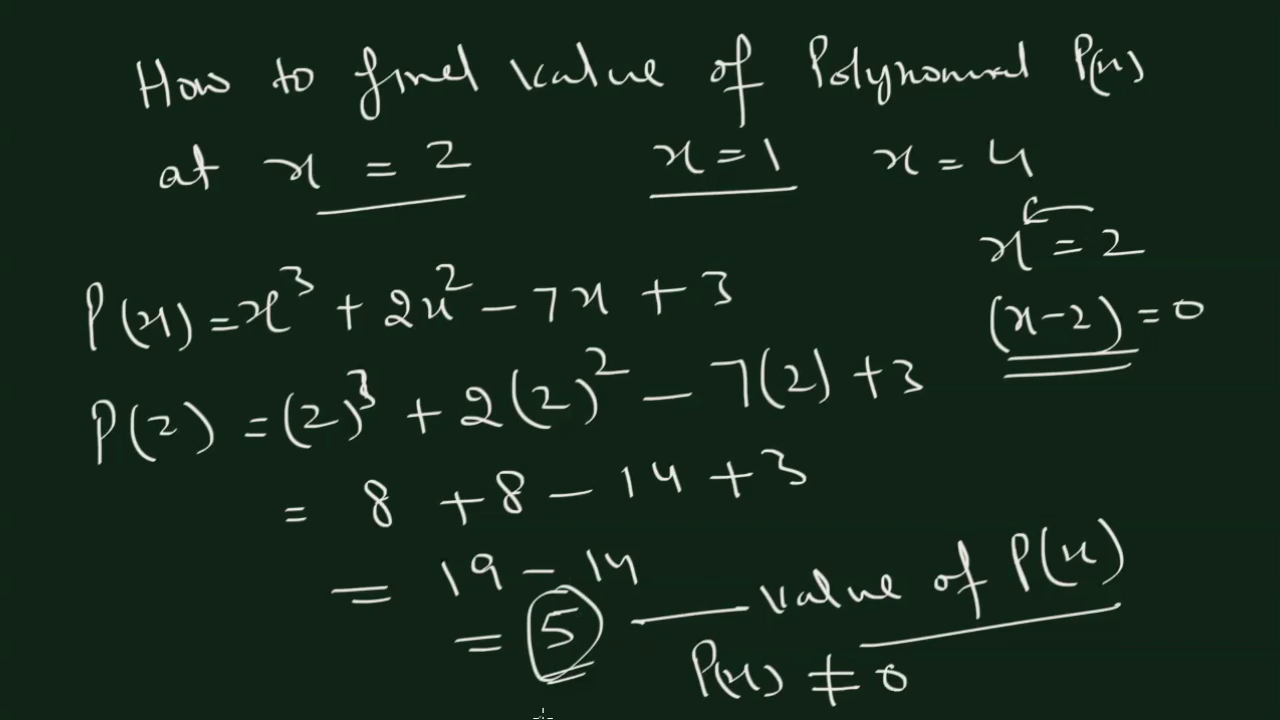 How to find value of Polynomial P(x)
at x = 2 x = 1 x = 4
x = 2
(x-2) = 0
P(x) = x³ + 2x² - 7x + 3
P(2) = (2)³ + 2(2)² - 7(2) + 3
= 8 + 8 - 14 + 3
= 19 - 14
= 5 — value of P(x)
P(x) ≠ 0